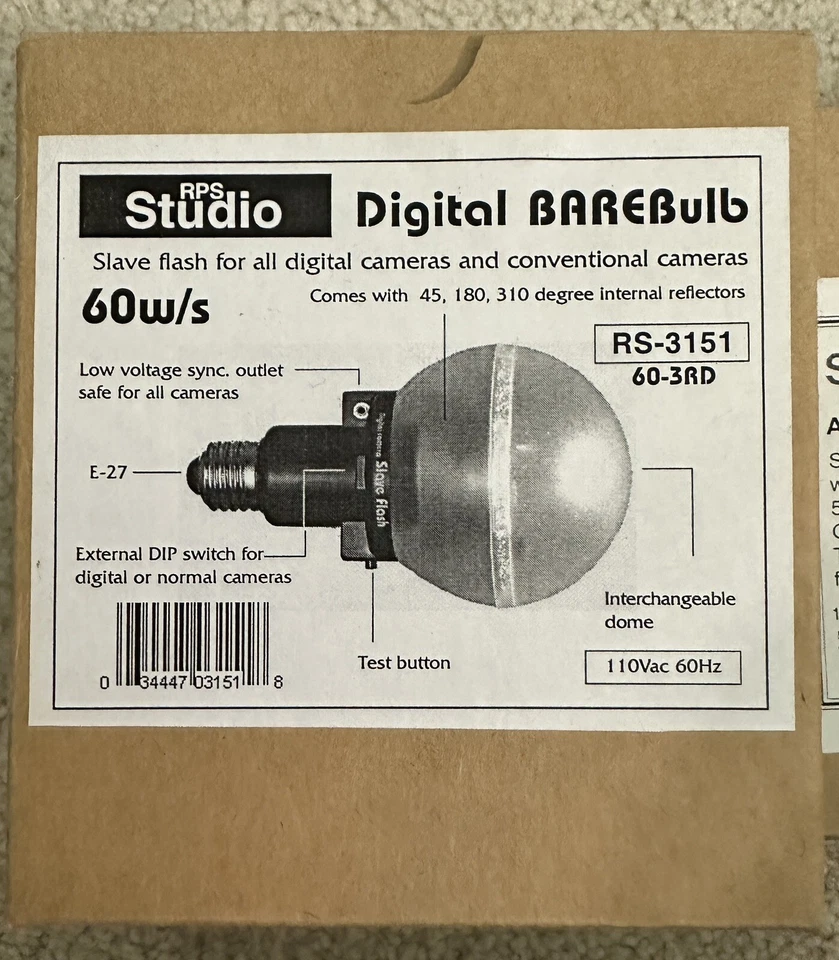 RPS
Studio
Digital BAREBulb
Slave flash for all digital cameras and conventional cameras
60w/s
Comes with 45, 180, 310 degree internal reflectors
RS-3151
60-3RD
Low voltage sync. outlet
safe for all cameras
E-27
Slave flash
External DIP switch for
digital or normal cameras
Interchangeable
dome
Test button
110Vac 60Hz
0 34447 03151 8